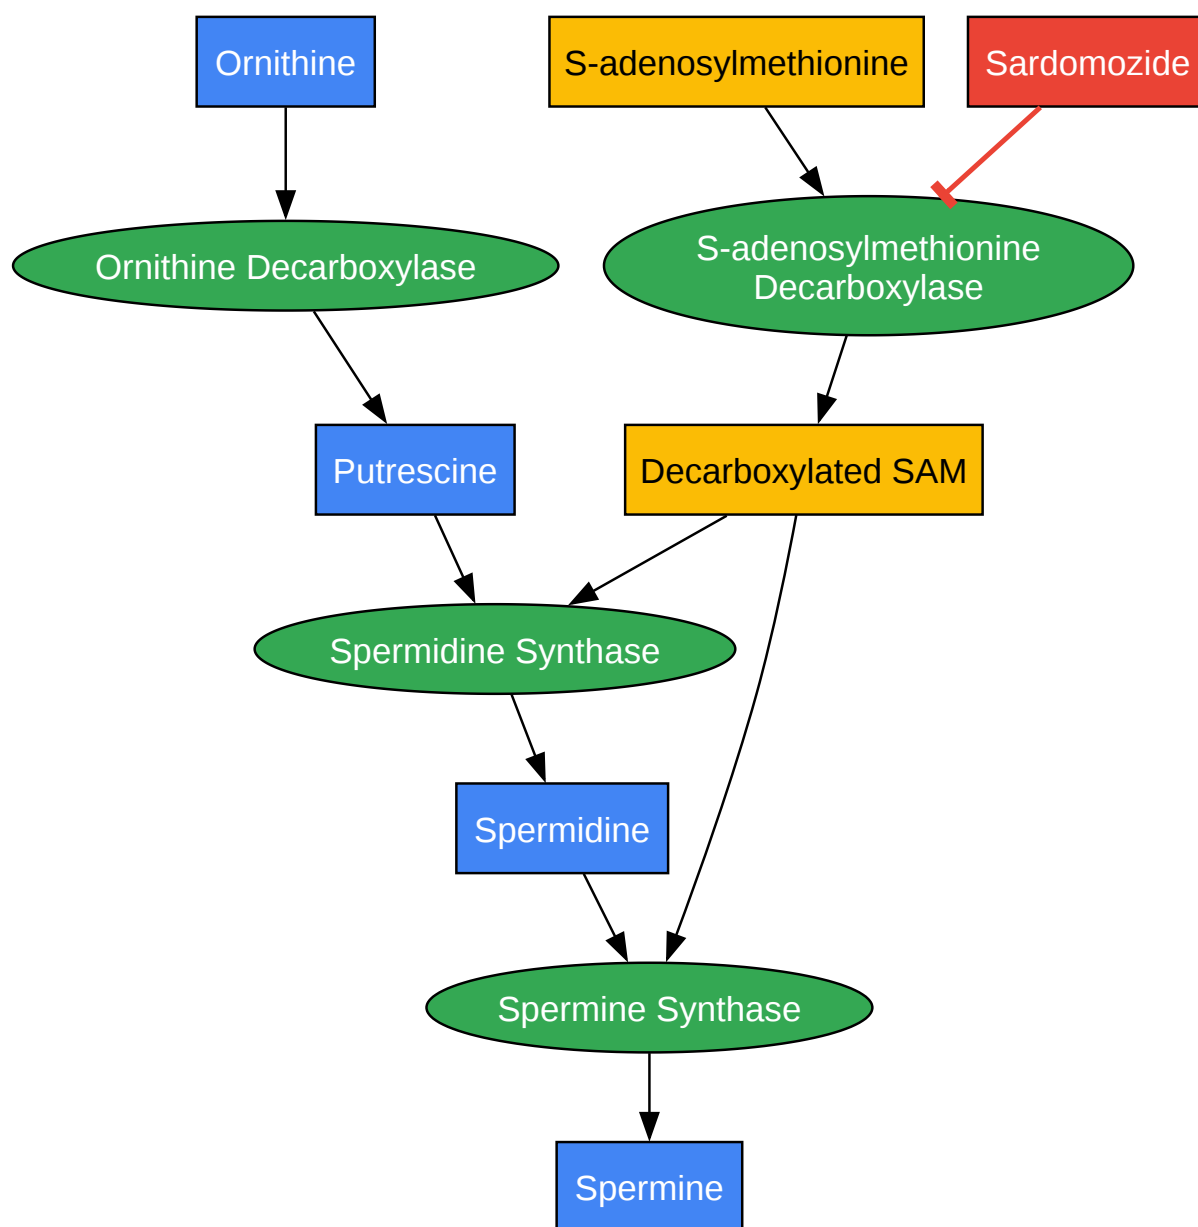 Ornithine
S-adenosylmethionine
Sardomozide
Ornithine Decarboxylase
S-adenosylmethionine
Decarboxylase
Putrescine
Decarboxylated SAM
Spermidine Synthase
Spermidine
Spermine Synthase
Spermine